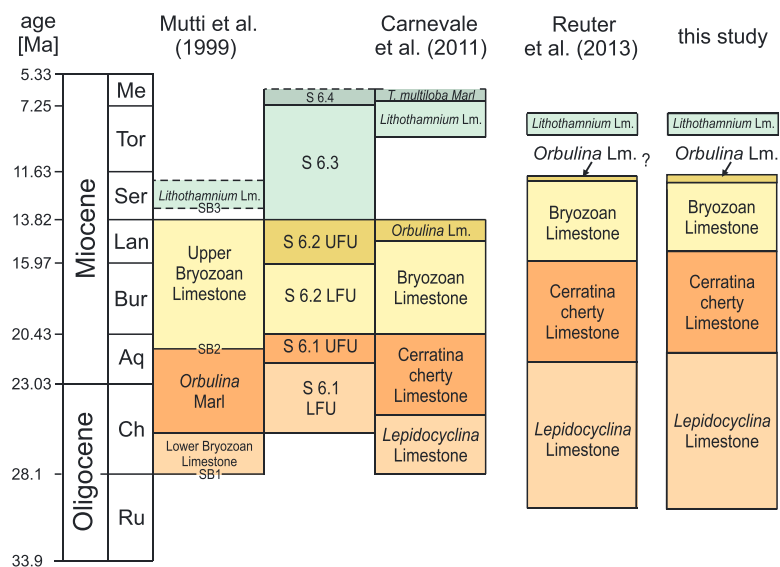 age
[Ma]
Mutti et al.
(1999)
Carnevale
et al. (2011)
Reuter
et al. (2013)
this study
5.33
7.25
11.63
13.82
15.97
20.43
23.03
28.1
33.9
Miocene
Oligocene
Me
Tor
Ser
Lan
Bur
Aq
Ch
Ru
Lithothamnium Lm.
SB3
Upper
Bryozoan
Limestone
SB2
Orbulina
Marl
Lower Bryozoan
Limestone
SB1
S 6.4
S 6.3
S 6.2 UFU
S 6.2 LFU
S 6.1 UFU
S 6.1
LFU
T. multiloba Marl
Lithothamnium Lm.
Orbulina Lm.
Bryozoan
Limestone
Cerratina
cherty
Limestone
Lepidocyclina
Limestone
Lithothamnium Lm.
Orbulina Lm. ?
Bryozoan
Limestone
Cerratina
cherty
Limestone
Lepidocyclina
Limestone
Lithothamnium Lm.
Orbulina Lm.
Bryozoan
Limestone
Cerratina
cherty
Limestone
Lepidocyclina
Limestone